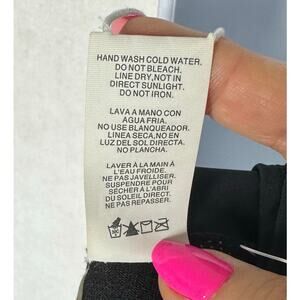 HAND WASH COLD WATER.
DO NOT BLEACH.
LINE DRY, NOT IN
DIRECT SUNLIGHT.
DO NOT IRON.
LAVA A MANO CON
AGUA FRIA.
NO USE BLANQUEADOR.
LINEA SECA, NO EN
LUZ DEL SOL DIRECTA.
NO PLANCHA.
LAVER À LA MAIN À
L'EAU FROIDE.
NE PAS JAVELLISER.
SUSPENDRE POUR
SÉCHER À L'ABRI
DU SOLEIL DIRECT.
NE PAS REPASSER.